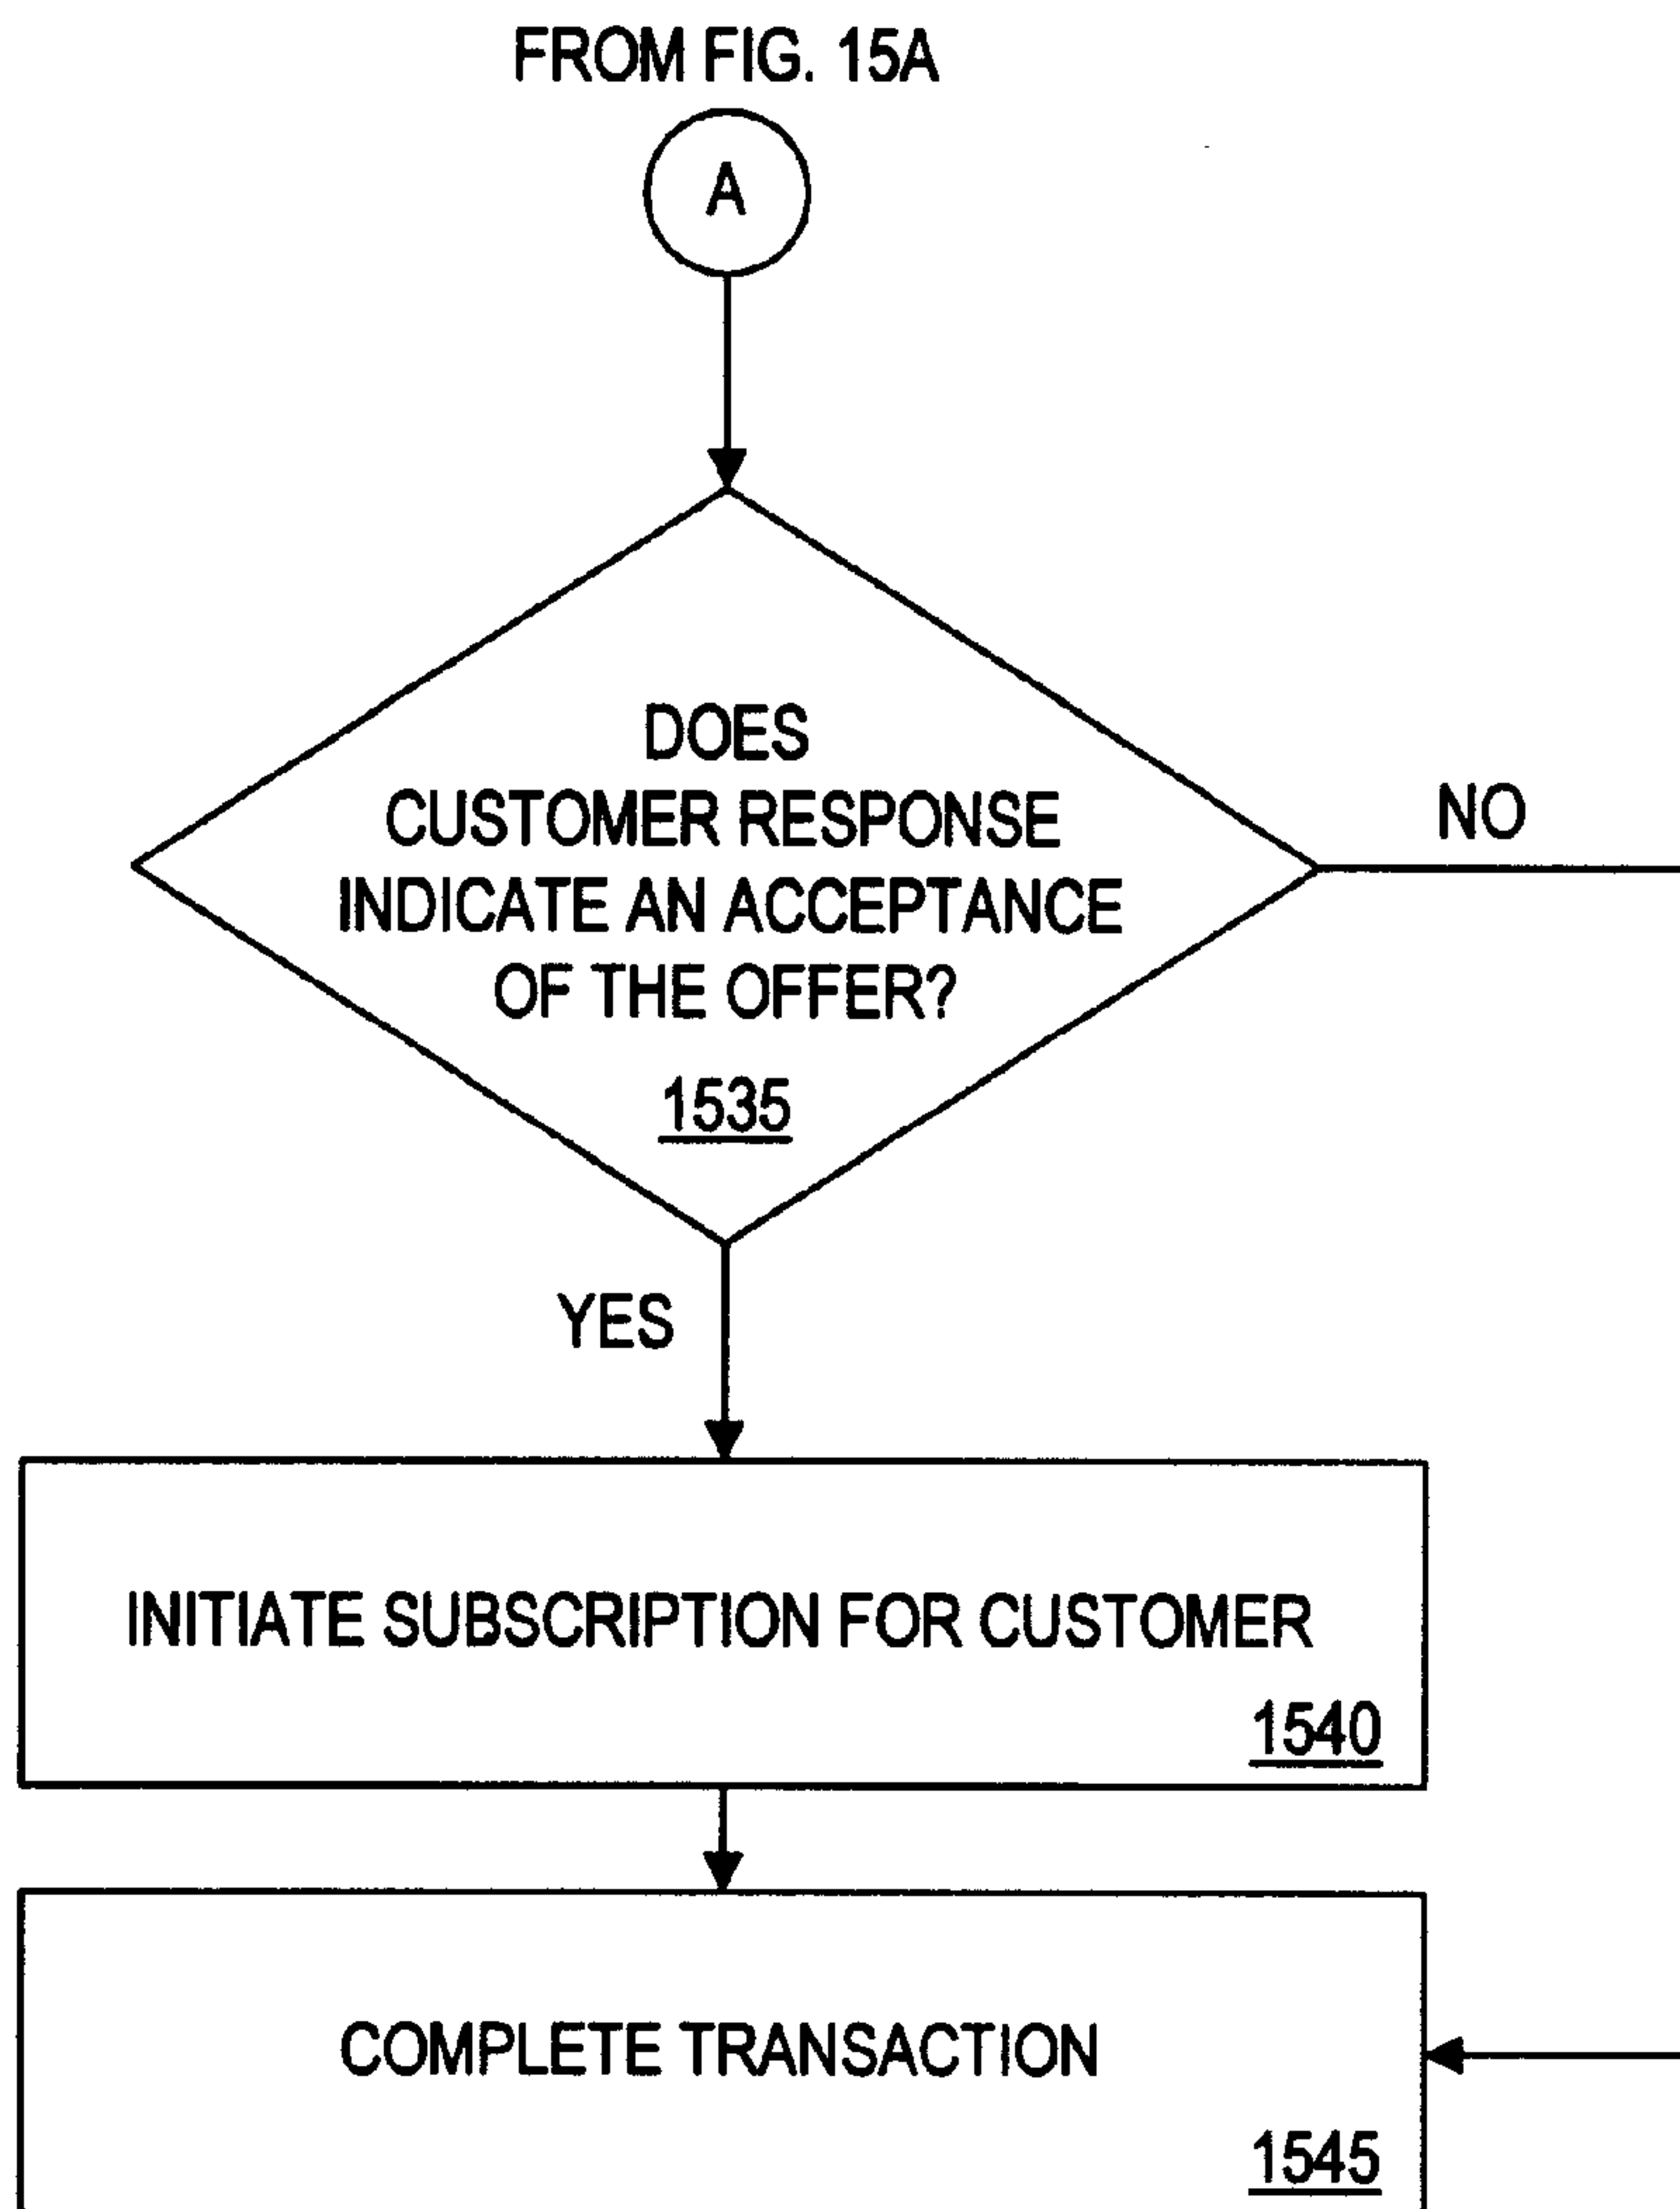 FROM FIG. 15A
A
DOES
CUSTOMER RESPONSE
INDICATE AN ACCEPTANCE
OF THE OFFER?
1535
NO
YES
INITIATE SUBSCRIPTION FOR CUSTOMER
1540
COMPLETE TRANSACTION
1545